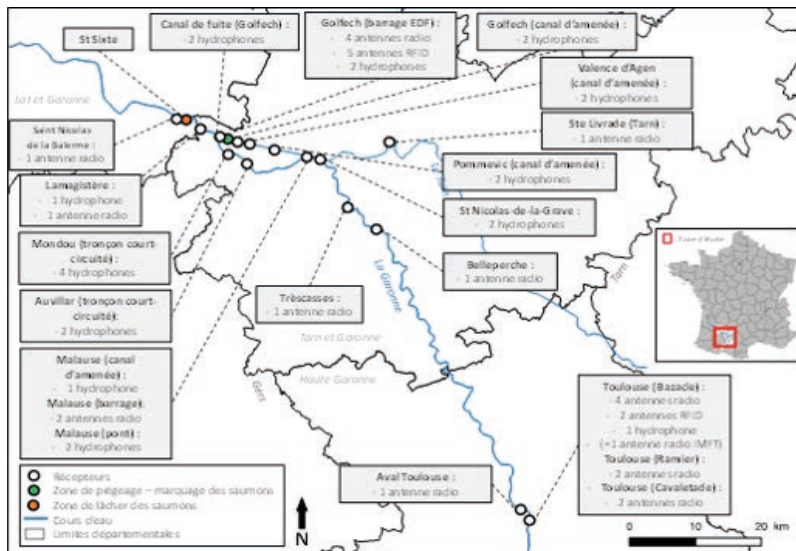 St Sixte
Canal de fuite (Golfech) :
- 2 hydrophones
Golfech (barrage EDF) :
- 4 antennes radio
- 5 antennes RFID
- 2 hydrophones
Golfech (canal d'amenée) :
- 2 hydrophones
Valence d'Agen
(canal d'amenée) :
- 2 hydrophones
Lot et Garonne
Saint Nicolas
de la Balerme :
- 1 antenne radio
Ste Livrade (Tarn) :
- 1 antenne radio
Pommevic (canal d'amenée) :
- 2 hydrophones
Lamagistère :
- 1 hydrophone
- 1 antenne radio
St Nicolas-de-la-Grave :
- 2 hydrophones
Mondou (tronçon court-
circuité) :
- 4 hydrophones
Belleperche :
- 1 antenne radio
Tarn
La Garonne
Zone d'étude
Auvillar (tronçon court-
circuité):
- 2 hydrophones
Trèscasses :
- 1 antenne radio
Tarn et Garonne
Haute Garonne
Gers
Malause (canal
d'amenée) :
- 1 hydrophone
Malause (barrage):
- 2 antennes radio
Malause (pont) :
- 2 hydrophones
Toulouse (Bazacle) :
- 4 antennes radio
- 2 antennes RFID
- 1 hydrophone
- (+1 antenne radio IMFT)
Toulouse (Ramier) :
- 2 antennes radio
- Toulouse (Cavaletade) :
- 2 antennes radio
Aval Toulouse :
- 1 antenne radio
Récepteurs
Zone de piégeage – marquage des saumons
Zone de lâcher des saumons
Cours d'eau
Limites départementales
N
0 10 20 km